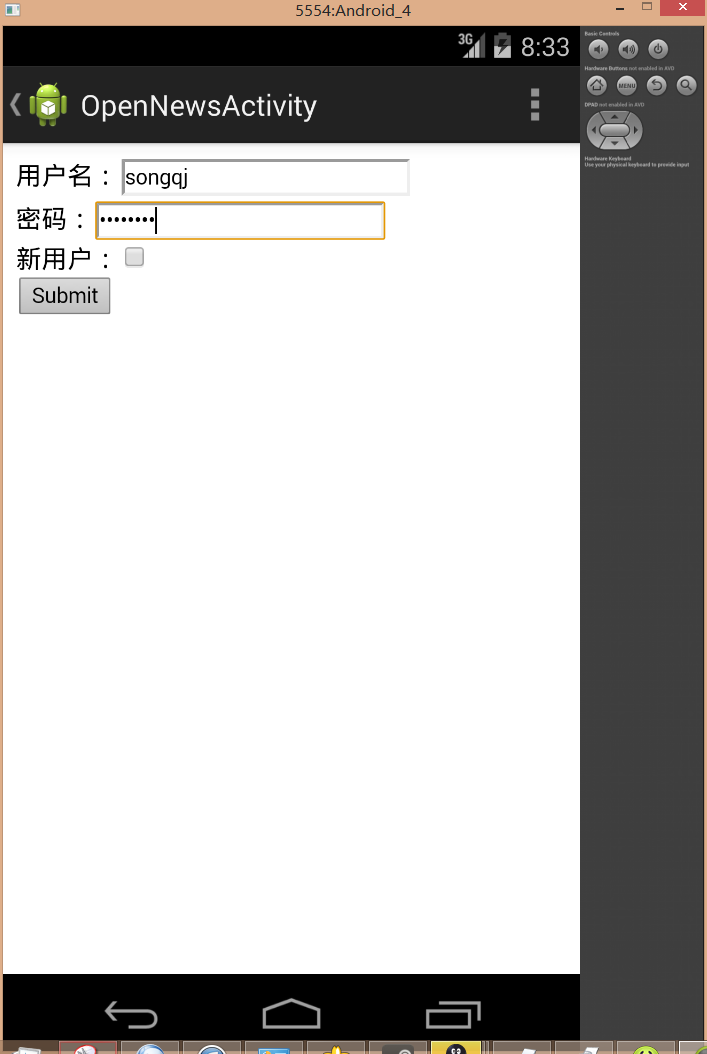 5554:Android_4
3G 8:33
OpenNewsActivity
用户名：songqj
密码：••••••••
新用户：
Submit
Basic Controls
Hardware Buttons not enabled in AVD
MENU
DPAD not enabled in AVD
Hardware Keyboard
Use your physical keyboard to provide input